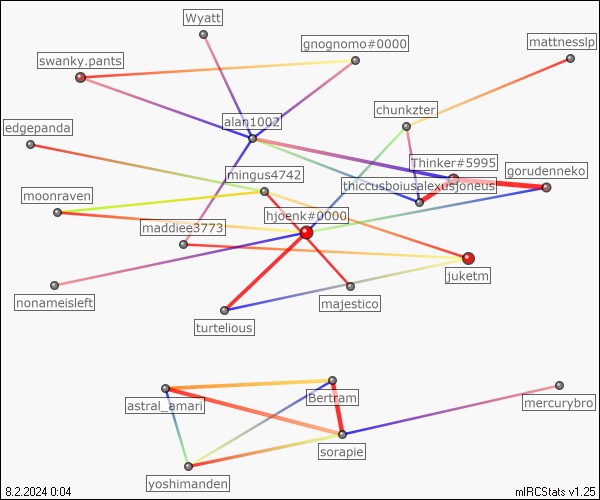 Wyatt
gnognomo#0000
mattnesslp
swanky.pants
chunkzter
alan1002
edgepanda
Thinker#5995
gorudenneko
mingus4742
thiccusboiusalexusjoneus
moonraven
hjoenk#0000
maddiee3773
juketm
nonameisleft
majestico
turtelious
Bertram
astral_amari
mercurybro
sorapie
yoshimanden
8.2.2024 0:04
mIRCStats v1.25